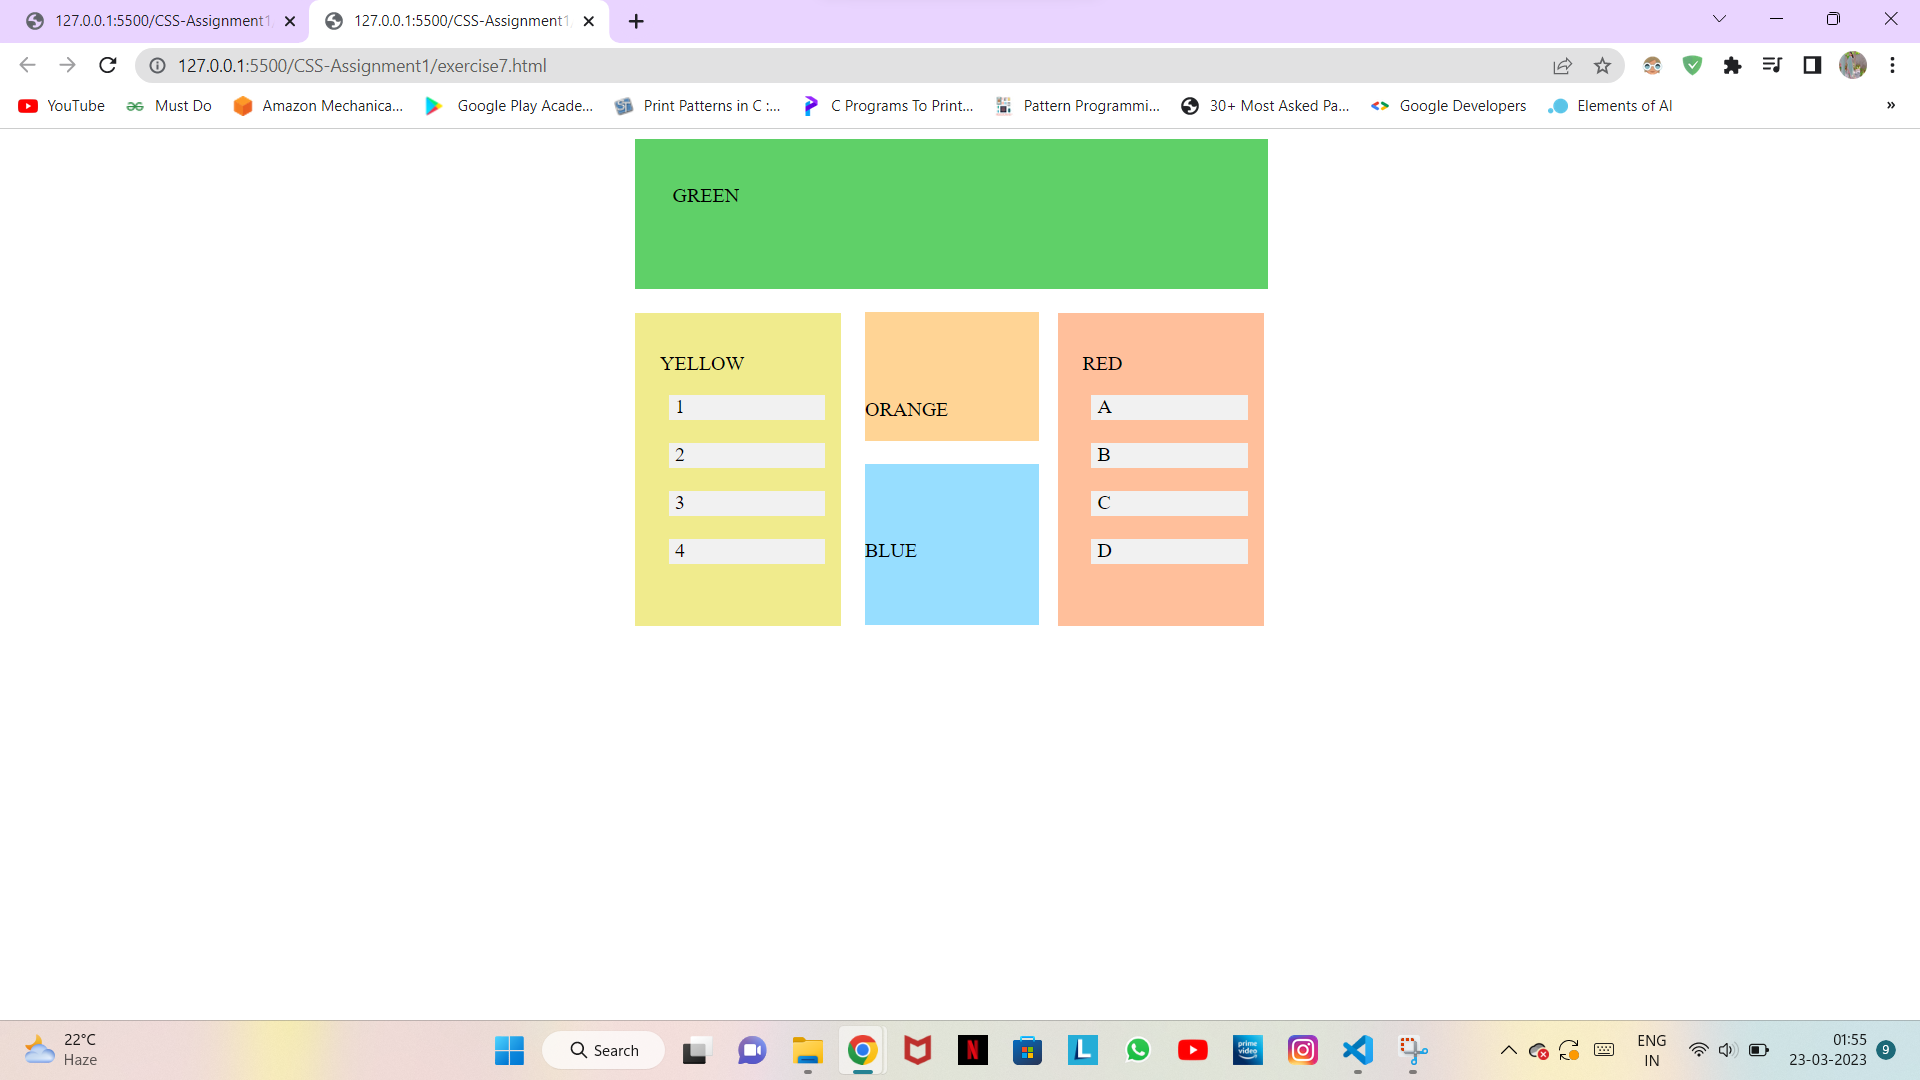 127.0.0.1:5500/CSS-Assignment1
127.0.0.1:5500/CSS-Assignment1
127.0.0.1:5500/CSS-Assignment1/exercise7.html
YouTube
Must Do
Amazon Mechanica...
Google Play Acade...
Print Patterns in C :...
C Programs To Print...
Pattern Programmi...
30+ Most Asked Pa...
Google Developers
Elements of AI
»
GREEN
YELLOW
1
2
3
4
ORANGE
BLUE
RED
A
B
C
D
22°C
Haze
Search
N
L
prime
video
ENG
IN
01:55
23-03-2023
9